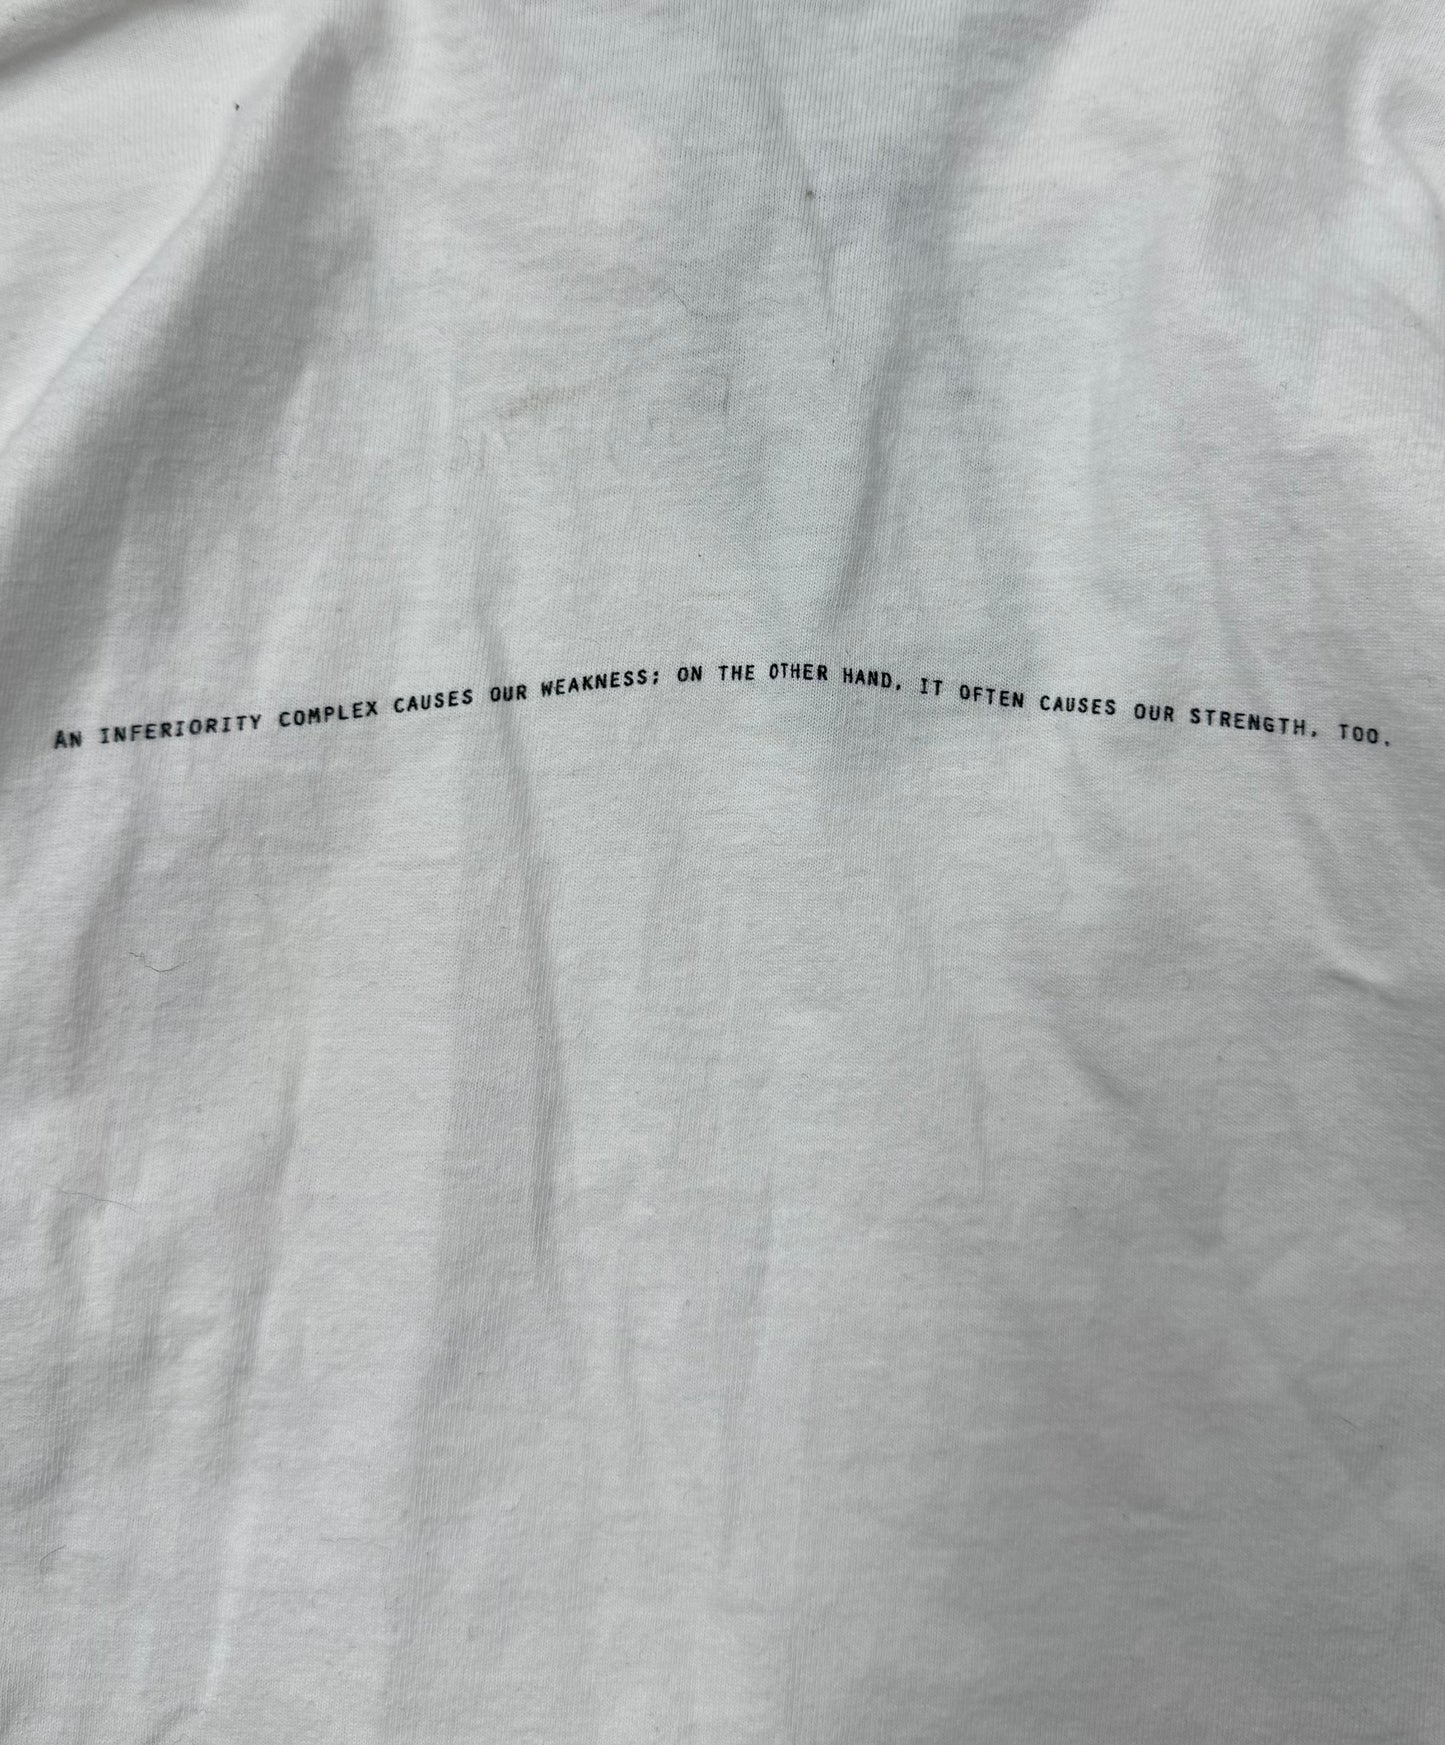 AN INFERIORITY COMPLEX CAUSES OUR WEAKNESS; ON THE OTHER HAND, IT OFTEN CAUSES OUR STRENGTH, TOO.